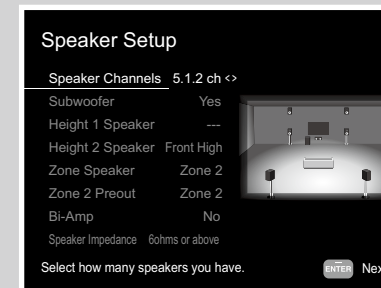 Speaker Setup
Speaker Channels 5.1.2 ch <>
Subwoofer Yes
Height 1 Speaker ---
Height 2 Speaker Front High
Zone Speaker Zone 2
Zone 2 Preout Zone 2
Bi-Amp No
Speaker Impedance 6ohms or above
Select how many speakers you have.
ENTER Nex